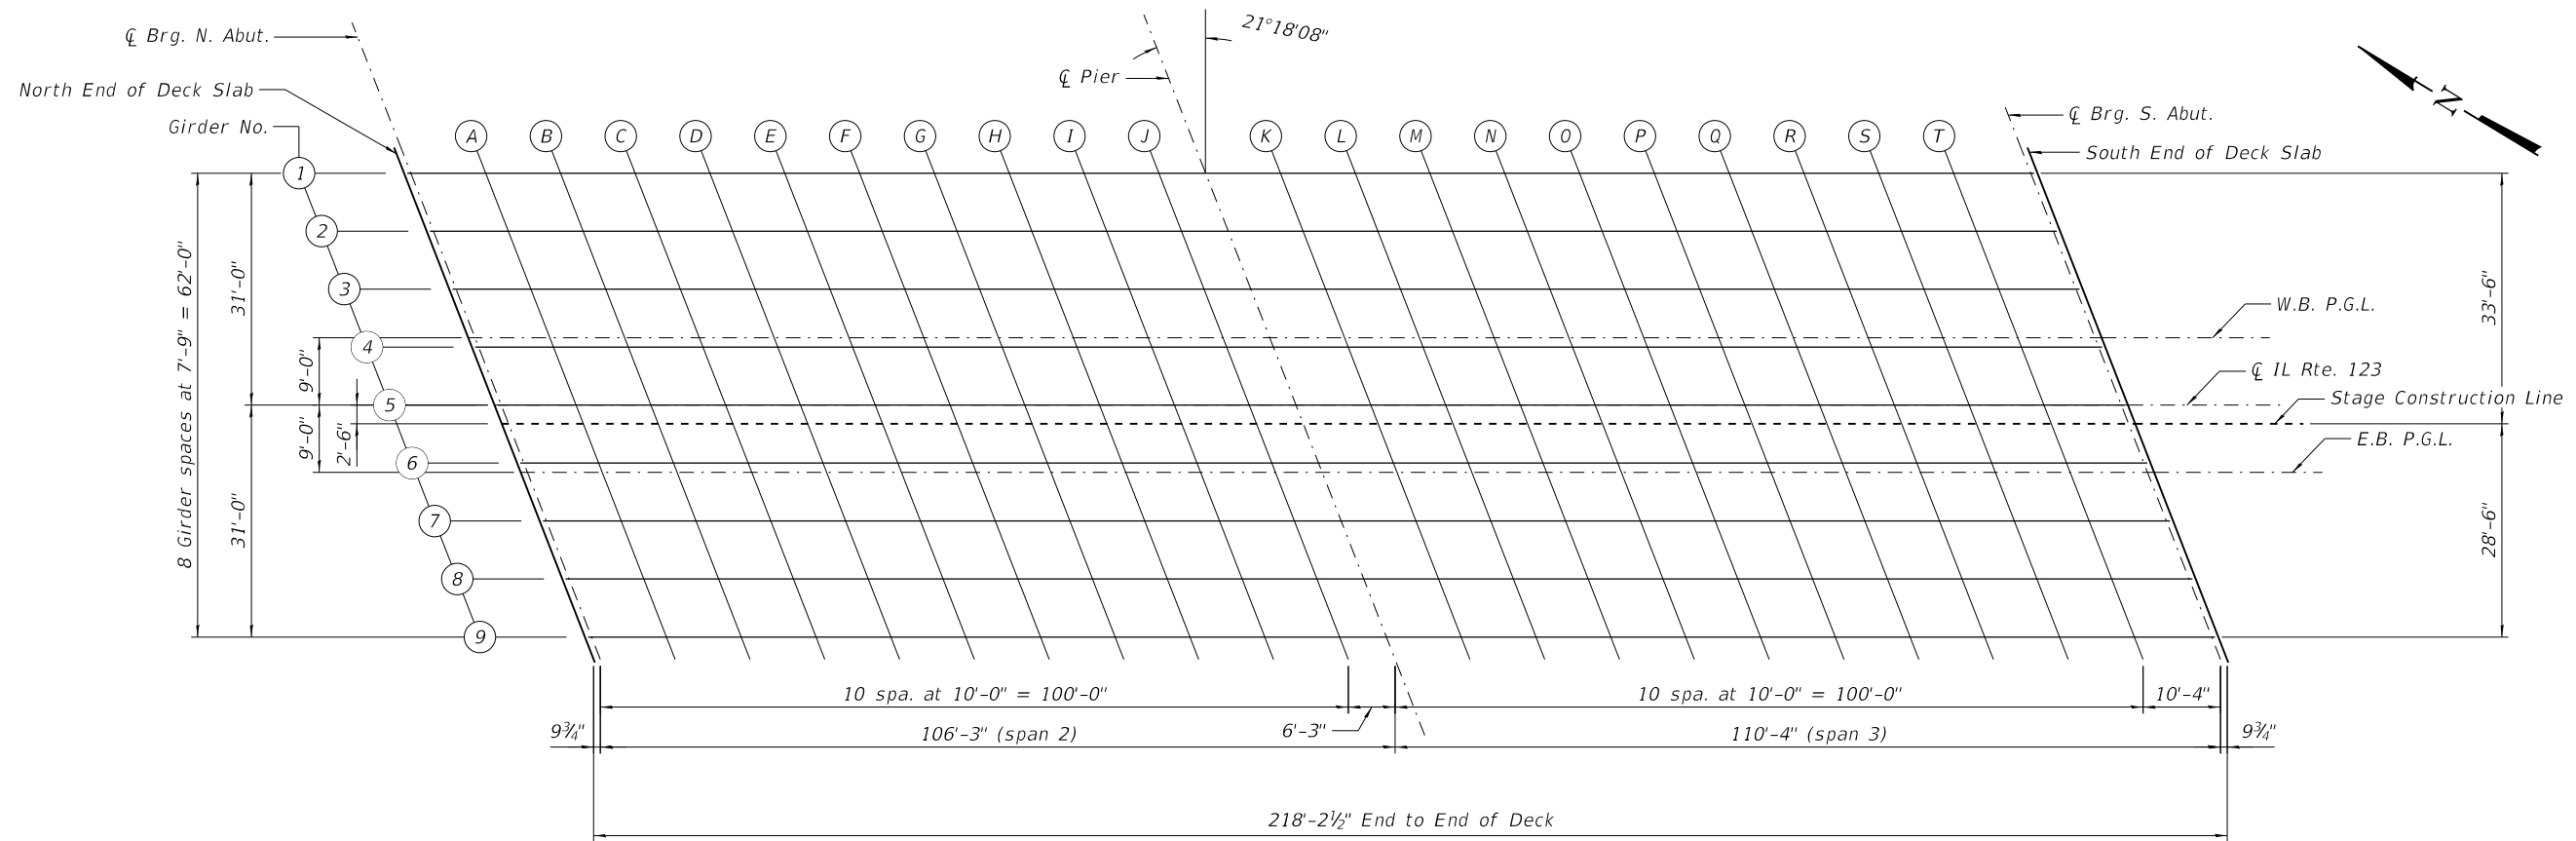 21°18'08"
℄ Brg. N. Abut.
℄ Pier
North End of Deck Slab
Girder No.
N
℄ Brg. S. Abut.
South End of Deck Slab
A B C D E F G H I J K L M N O P Q R S T
1
2
3
4
5
6
7
8
9
8 Girder spaces at 7'-9" = 62'-0"
31'-0"
31'-0"
9'-0"
9'-0"
2'-6"
33'-6"
28'-6"
W.B. P.G.L.
℄ IL Rte. 123
Stage Construction Line
E.B. P.G.L.
10 spa. at 10'-0" = 100'-0"
10 spa. at 10'-0" = 100'-0"
10'-4"
9¾"
106'-3" (span 2)
6'-3"
110'-4" (span 3)
9¾"
218'-2½" End to End of Deck